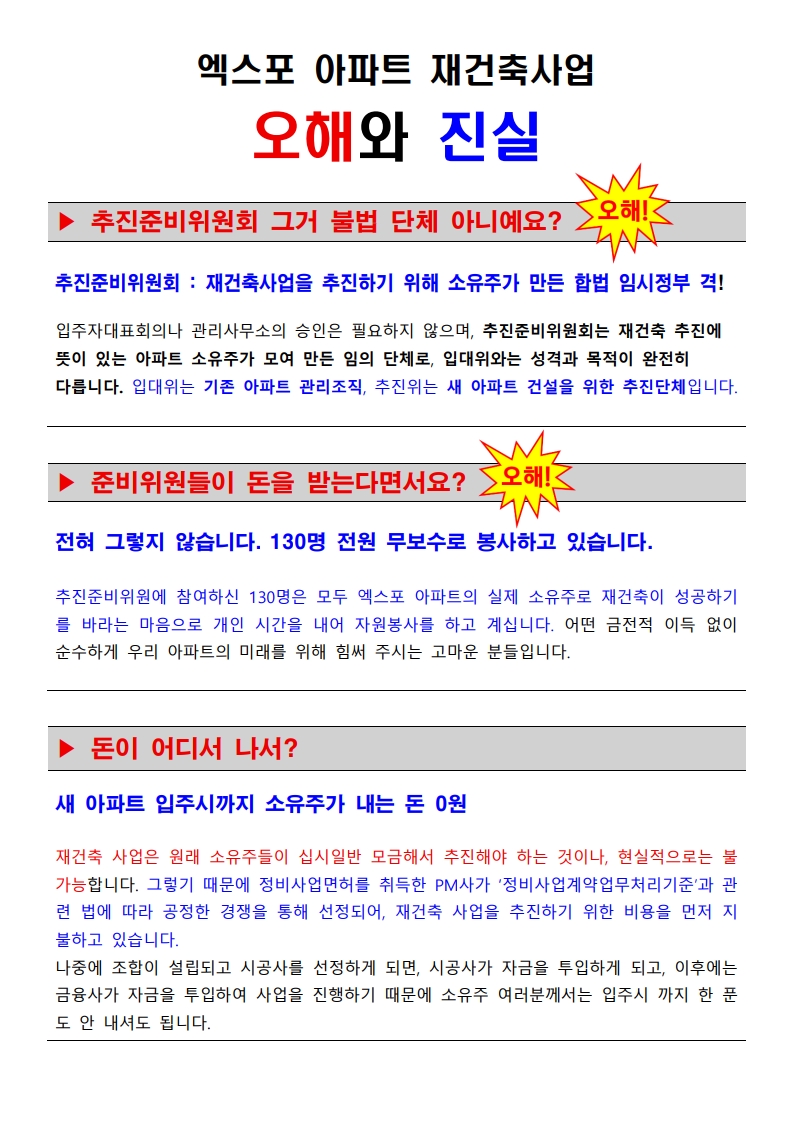 엑스포 아파트 재건축사업
오해와 진실
▶ 추진준비위원회 그거 불법 단체 아니예요?
오해!
추진준비위원회 : 재건축사업을 추진하기 위해 소유주가 만든 합법 임시정부 격!
입주자대표회의나 관리사무소의 승인은 필요하지 않으며, 추진준비위원회는 재건축 추진에
뜻이 있는 아파트 소유주가 모여 만든 임의 단체로, 입대위와는 성격과 목적이 완전히
다릅니다. 입대위는 기존 아파트 관리조직, 추진위는 새 아파트 건설을 위한 추진단체입니다.
▶ 준비위원들이 돈을 받는다면서요?
오해!
전혀 그렇지 않습니다. 130명 전원 무보수로 봉사하고 있습니다.
추진준비위원에 참여하신 130명은 모두 엑스포 아파트의 실제 소유주로 재건축이 성공하기
를 바라는 마음으로 개인 시간을 내어 자원봉사를 하고 계십니다. 어떤 금전적 이득 없이
순수하게 우리 아파트의 미래를 위해 힘써 주시는 고마운 분들입니다.
▶ 돈이 어디서 나서?
새 아파트 입주시까지 소유주가 내는 돈 0원
재건축 사업은 원래 소유주들이 십시일반 모금해서 추진해야 하는 것이나, 현실적으로는 불
가능합니다. 그렇기 때문에 정비사업면허를 취득한 PM사가 ‘정비사업계약업무처리기준’과 관
련 법에 따라 공정한 경쟁을 통해 선정되어, 재건축 사업을 추진하기 위한 비용을 먼저 지
불하고 있습니다.
나중에 조합이 설립되고 시공사를 선정하게 되면, 시공사가 자금을 투입하게 되고, 이후에는
금융사가 자금을 투입하여 사업을 진행하기 때문에 소유주 여러분께서는 입주시 까지 한 푼
도 안 내셔도 됩니다.